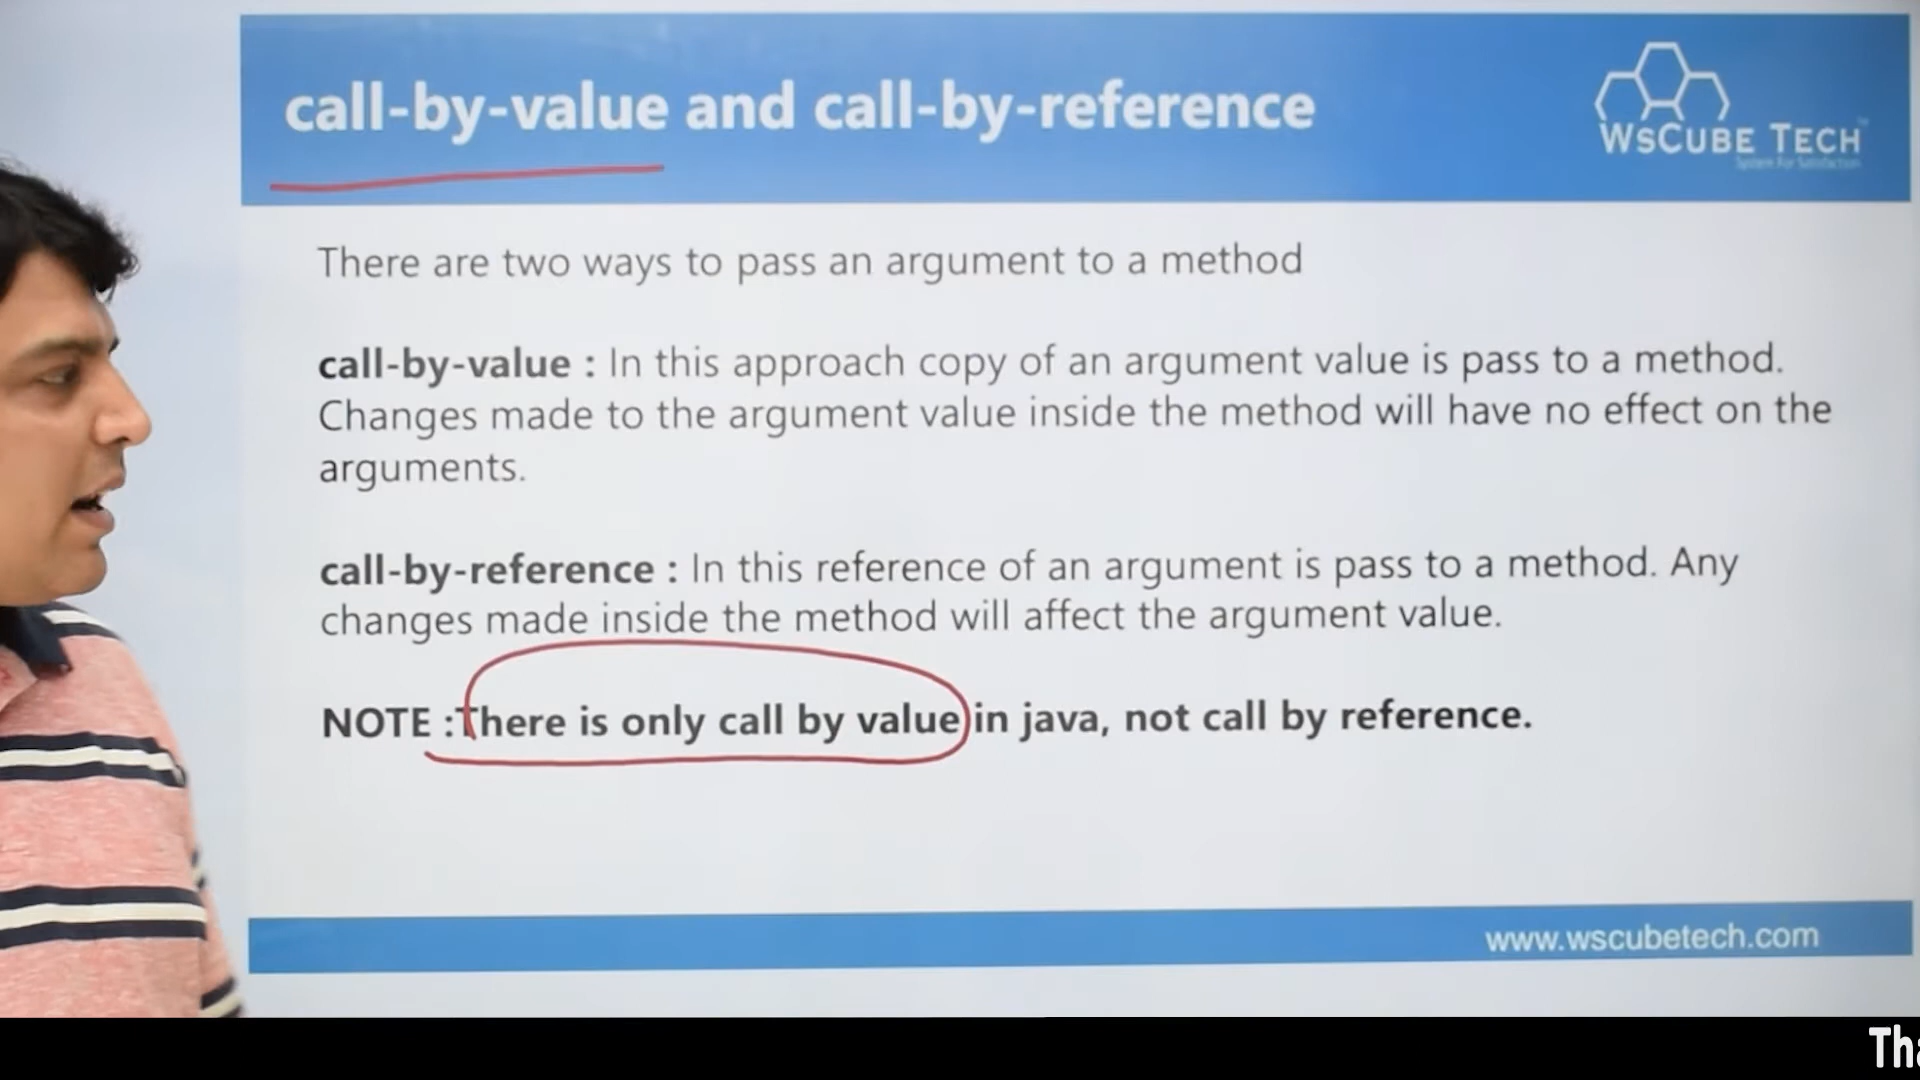 call-by-value and call-by-reference
WSCUBE TECH
System For Satisfaction
There are two ways to pass an argument to a method
call-by-value : In this approach copy of an argument value is pass to a method.
Changes made to the argument value inside the method will have no effect on the
arguments.
call-by-reference : In this reference of an argument is pass to a method. Any
changes made inside the method will affect the argument value.
NOTE :There is only call by value in java, not call by reference.
www.wscubetech.com
Tha